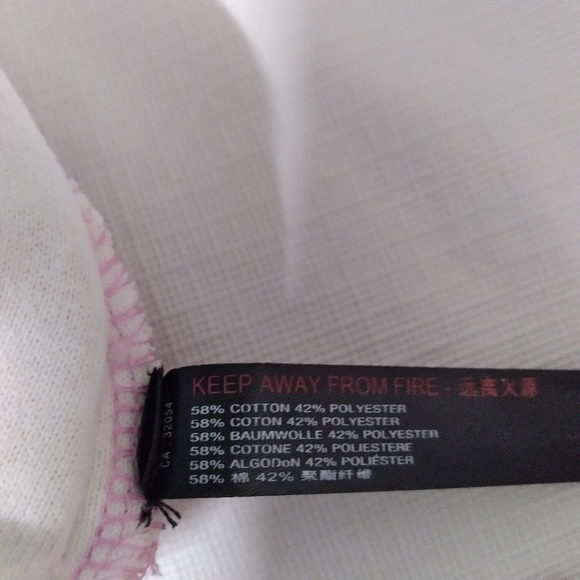 KEEP AWAY FROM FIRE - 远离火源
58% COTTON 42% POLYESTER
58% COTON 42% POLYESTER
58% BAUMWOLLE 42% POLYESTER
58% COTONE 42% POLIESTERE
58% ALGODoN 42% POLIÉSTER
58% 棉 42% 聚酯纤维
CA 32054